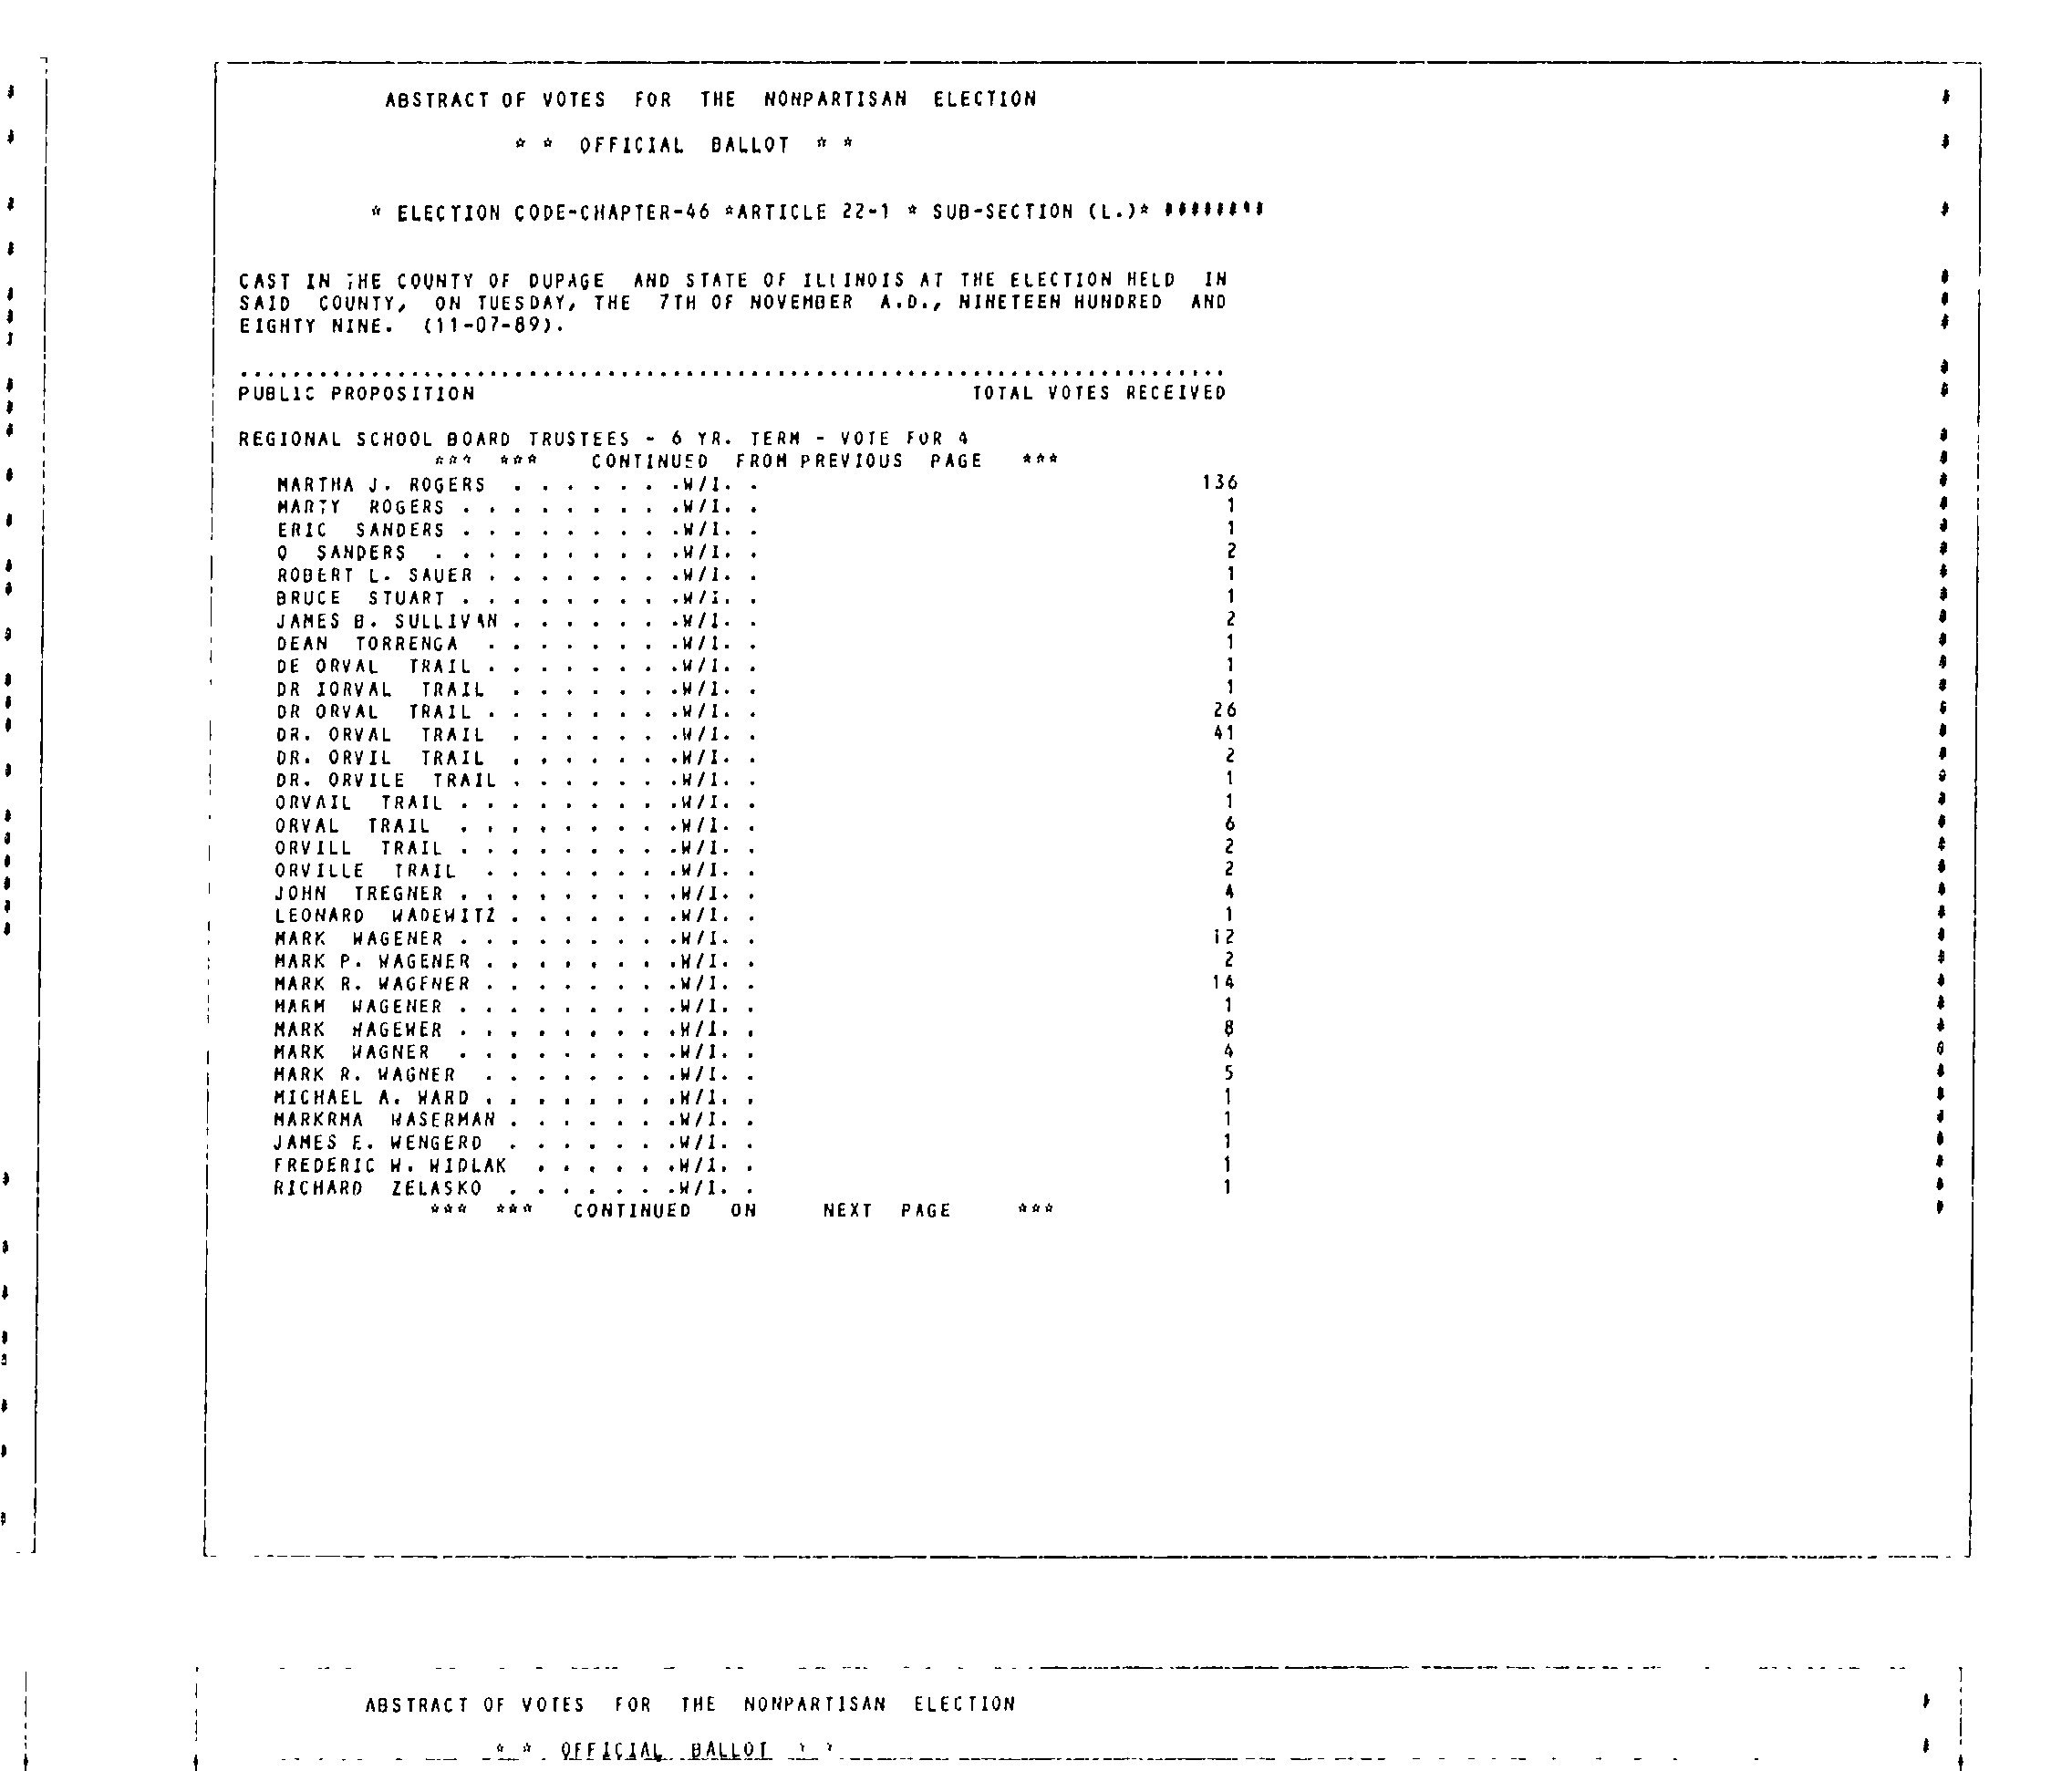 ABSTRACT OF VOTES FOR THE NONPARTISAN ELECTION
* * OFFICIAL BALLOT * *
* ELECTION CODE-CHAPTER-46 *ARTICLE 22-1 * SUB-SECTION (L.)* ########
CAST IN THE COUNTY OF DUPAGE AND STATE OF ILLINOIS AT THE ELECTION HELD IN
SAID COUNTY, ON TUESDAY, THE 7TH OF NOVEMBER A.D., NINETEEN HUNDRED AND
EIGHTY NINE. (11-07-89).
PUBLIC PROPOSITION TOTAL VOTES RECEIVED
REGIONAL SCHOOL BOARD TRUSTEES - 6 YR. TERM - VOTE FOR 4
*** *** CONTINUED FROM PREVIOUS PAGE ***
MARTHA J. ROGERS . . . . . . .W/I. . 136
MARTY ROGERS . . . . . . . . .W/I. . 1
ERIC SANDERS . . . . . . . . .W/I. . 1
O SANDERS . . . . . . . . . .W/I. . 2
ROBERT L. SAUER . . . . . . . .W/I. . 1
BRUCE STUART . . . . . . . . .W/I. . 1
JAMES B. SULLIVAN . . . . . . .W/I. . 2
DEAN TORRENGA . . . . . . . .W/I. . 1
DE ORVAL TRAIL . . . . . . . .W/I. . 1
DR IORVAL TRAIL . . . . . . .W/I. . 1
DR ORVAL TRAIL . . . . . . . .W/I. . 26
DR. ORVAL TRAIL . . . . . . .W/I. . 41
DR. ORVIL TRAIL . . . . . . .W/I. . 2
DR. ORVILE TRAIL . . . . . . .W/I. . 1
ORVAIL TRAIL . . . . . . . . .W/I. . 1
ORVAL TRAIL . . . . . . . . .W/I. . 6
ORVILL TRAIL . . . . . . . . .W/I. . 2
ORVILLE TRAIL . . . . . . . .W/I. . 2
JOHN TREGNER . . . . . . . . .W/I. . 4
LEONARD WADEWITZ . . . . . . .W/I. . 1
MARK WAGENER . . . . . . . . .W/I. . 12
MARK P. WAGENER . . . . . . . .W/I. . 2
MARK R. WAGENER . . . . . . . .W/I. . 14
MARM WAGENER . . . . . . . . .W/I. . 1
MARK WAGEWER . . . . . . . . .W/I. . 8
MARK WAGNER . . . . . . . . .W/I. . 4
MARK R. WAGNER . . . . . . . .W/I. . 5
MICHAEL A. WARD . . . . . . . .W/I. . 1
MARKRMA WASERMAN . . . . . . .W/I. . 1
JAMES E. WENGERD . . . . . . .W/I. . 1
FREDERIC W. WIDLAK . . . . . .W/I. . 1
RICHARD ZELASKO . . . . . . .W/I. . 1
*** *** CONTINUED ON NEXT PAGE ***
ABSTRACT OF VOTES FOR THE NONPARTISAN ELECTION
* * OFFICIAL BALLOT * *